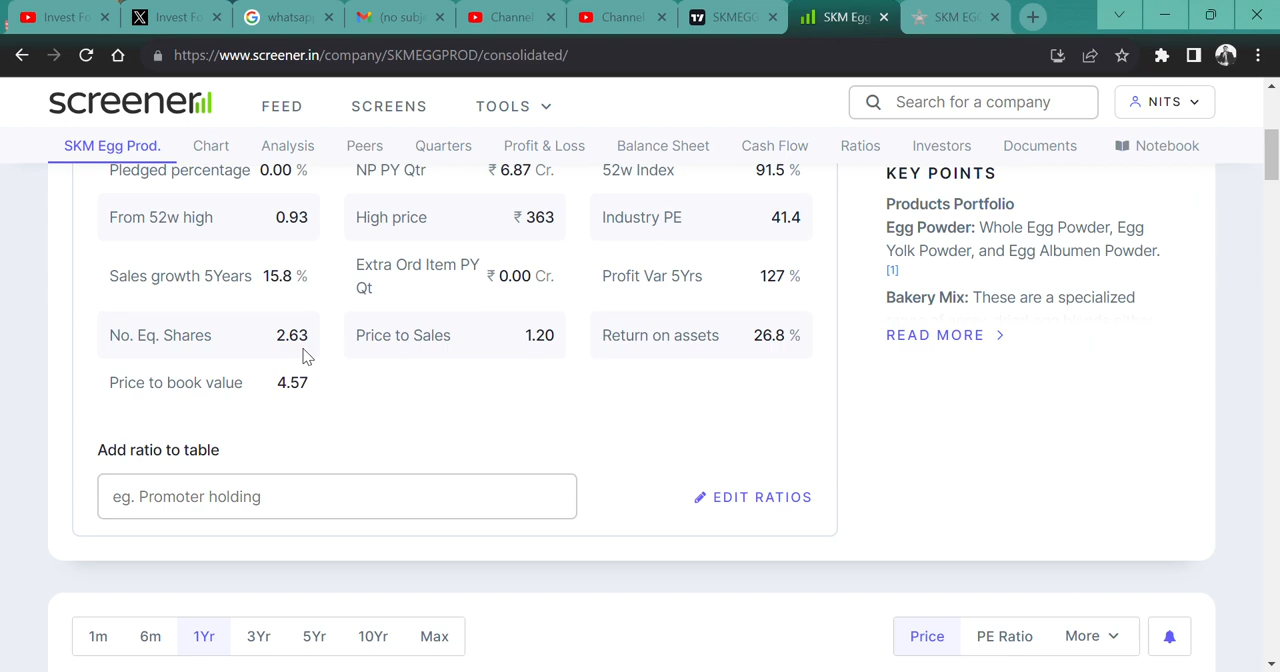 Invest Fo
Invest Fo
whatsap
(no subj
Channel
Channel
SKMEGG
SKM Egg
SKM EG
https://www.screener.in/company/SKMEGGPROD/consolidated/
screener
FEED SCREENS TOOLS
Search for a company
NITS
SKM Egg Prod. Chart Analysis Peers Quarters Profit & Loss Balance Sheet Cash Flow Ratios Investors Documents Notebook
Pledged percentage 0.00 % NP PY Qtr ₹ 6.87 Cr. 52w Index 91.5 %
From 52w high 0.93 High price ₹ 363 Industry PE 41.4
Sales growth 5Years 15.8 % Extra Ord Item PY Qt ₹ 0.00 Cr. Profit Var 5Yrs 127 %
No. Eq. Shares 2.63 Price to Sales 1.20 Return on assets 26.8 %
Price to book value 4.57
KEY POINTS
Products Portfolio
Egg Powder: Whole Egg Powder, Egg
Yolk Powder, and Egg Albumen Powder.
[1]
Bakery Mix: These are a specialized
READ MORE
Add ratio to table
eg. Promoter holding
EDIT RATIOS
1m 6m 1Yr 3Yr 5Yr 10Yr Max
Price PE Ratio More